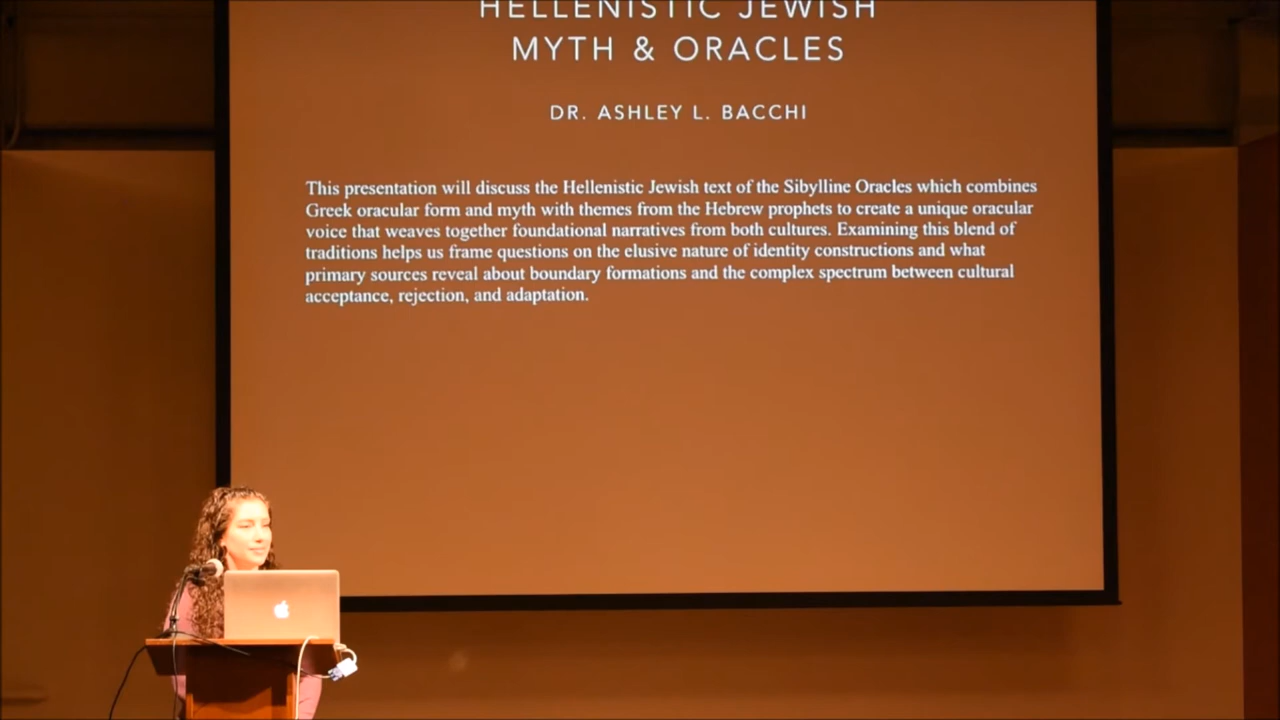 HELLENISTIC JEWISH
MYTH & ORACLES
DR. ASHLEY L. BACCHI
This presentation will discuss the Hellenistic Jewish text of the Sibylline Oracles which combines
Greek oracular form and myth with themes from the Hebrew prophets to create a unique oracular
voice that weaves together foundational narratives from both cultures. Examining this blend of
traditions helps us frame questions on the elusive nature of identity constructions and what
primary sources reveal about boundary formations and the complex spectrum between cultural
acceptance, rejection, and adaptation.